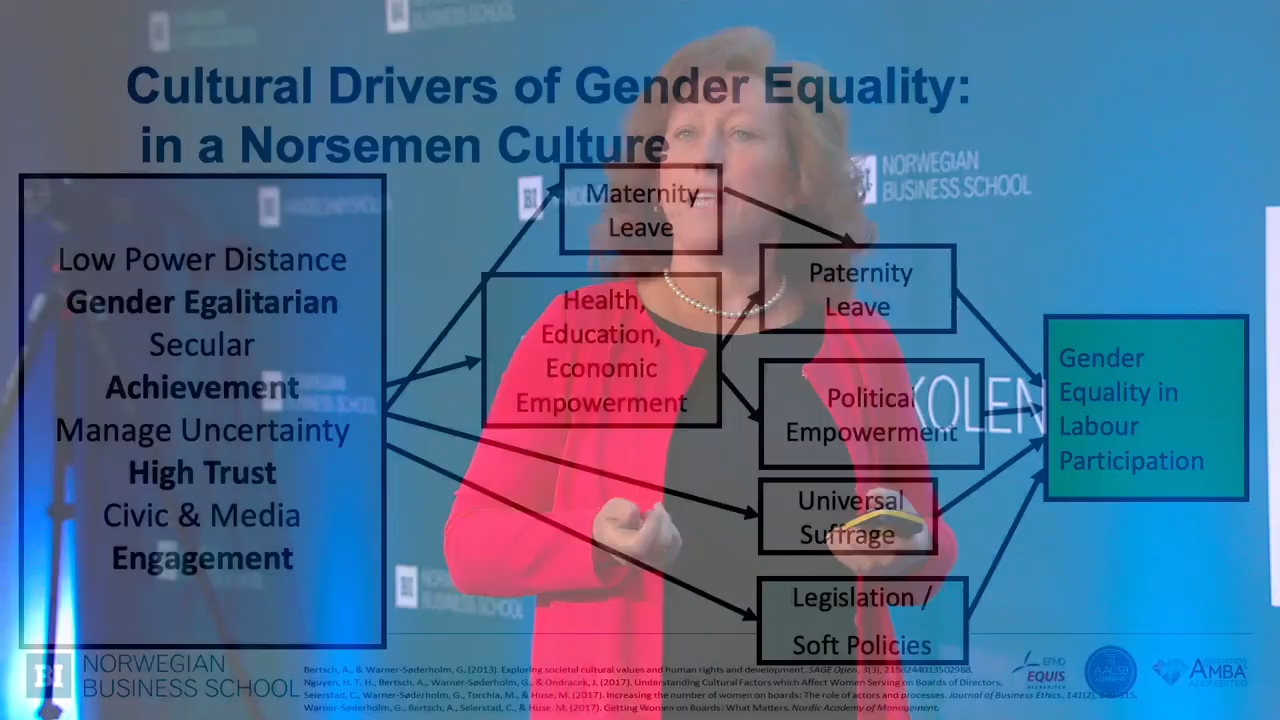 Cultural Drivers of Gender Equality:
in a Norsemen Culture
NORWEGIAN
BUSINESS SCHOOL
Maternity
Leave
Low Power Distance
Gender Egalitarian
Secular
Achievement
Manage Uncertainty
High Trust
Civic & Media
Engagement
Health,
Education,
Economic
Empowerment
Paternity
Leave
Political
Empowerment
KOLEN
Universal
Suffrage
Legislation /
Soft Policies
Gender
Equality in
Labour
Participation
NORWEGIAN
BUSINESS SCHOOL
BI
NORWEGIAN
BUSINESS SCHOOL
Bertsch, A., & Warner-Søderholm, G. (2013). Exploring societal cultural values and human rights and development. SAGE Open, 3(3), 2158244013502988.
Nguyen, H. T. H., Bertsch, A., Warner-Søderholm, G., & Ondracek, J. (2017). Understanding Cultural Factors which Affect Women Serving on Boards of Directors,
Seierstad, C., Warner-Søderholm, G., Torchia, M., & Huse, M. (2017). Increasing the number of women on boards: The role of actors and processes. Journal of Business Ethics, 141(2),
Warner-Søderholm, G., Bertsch, A., Seierstad, C., & Huse, M. (2017). Getting Women on Boards: What Matters. Nordic Academy of Management.
EFMD
EQUIS
ACCREDITED
AACSB
AMBA
ACCREDITED